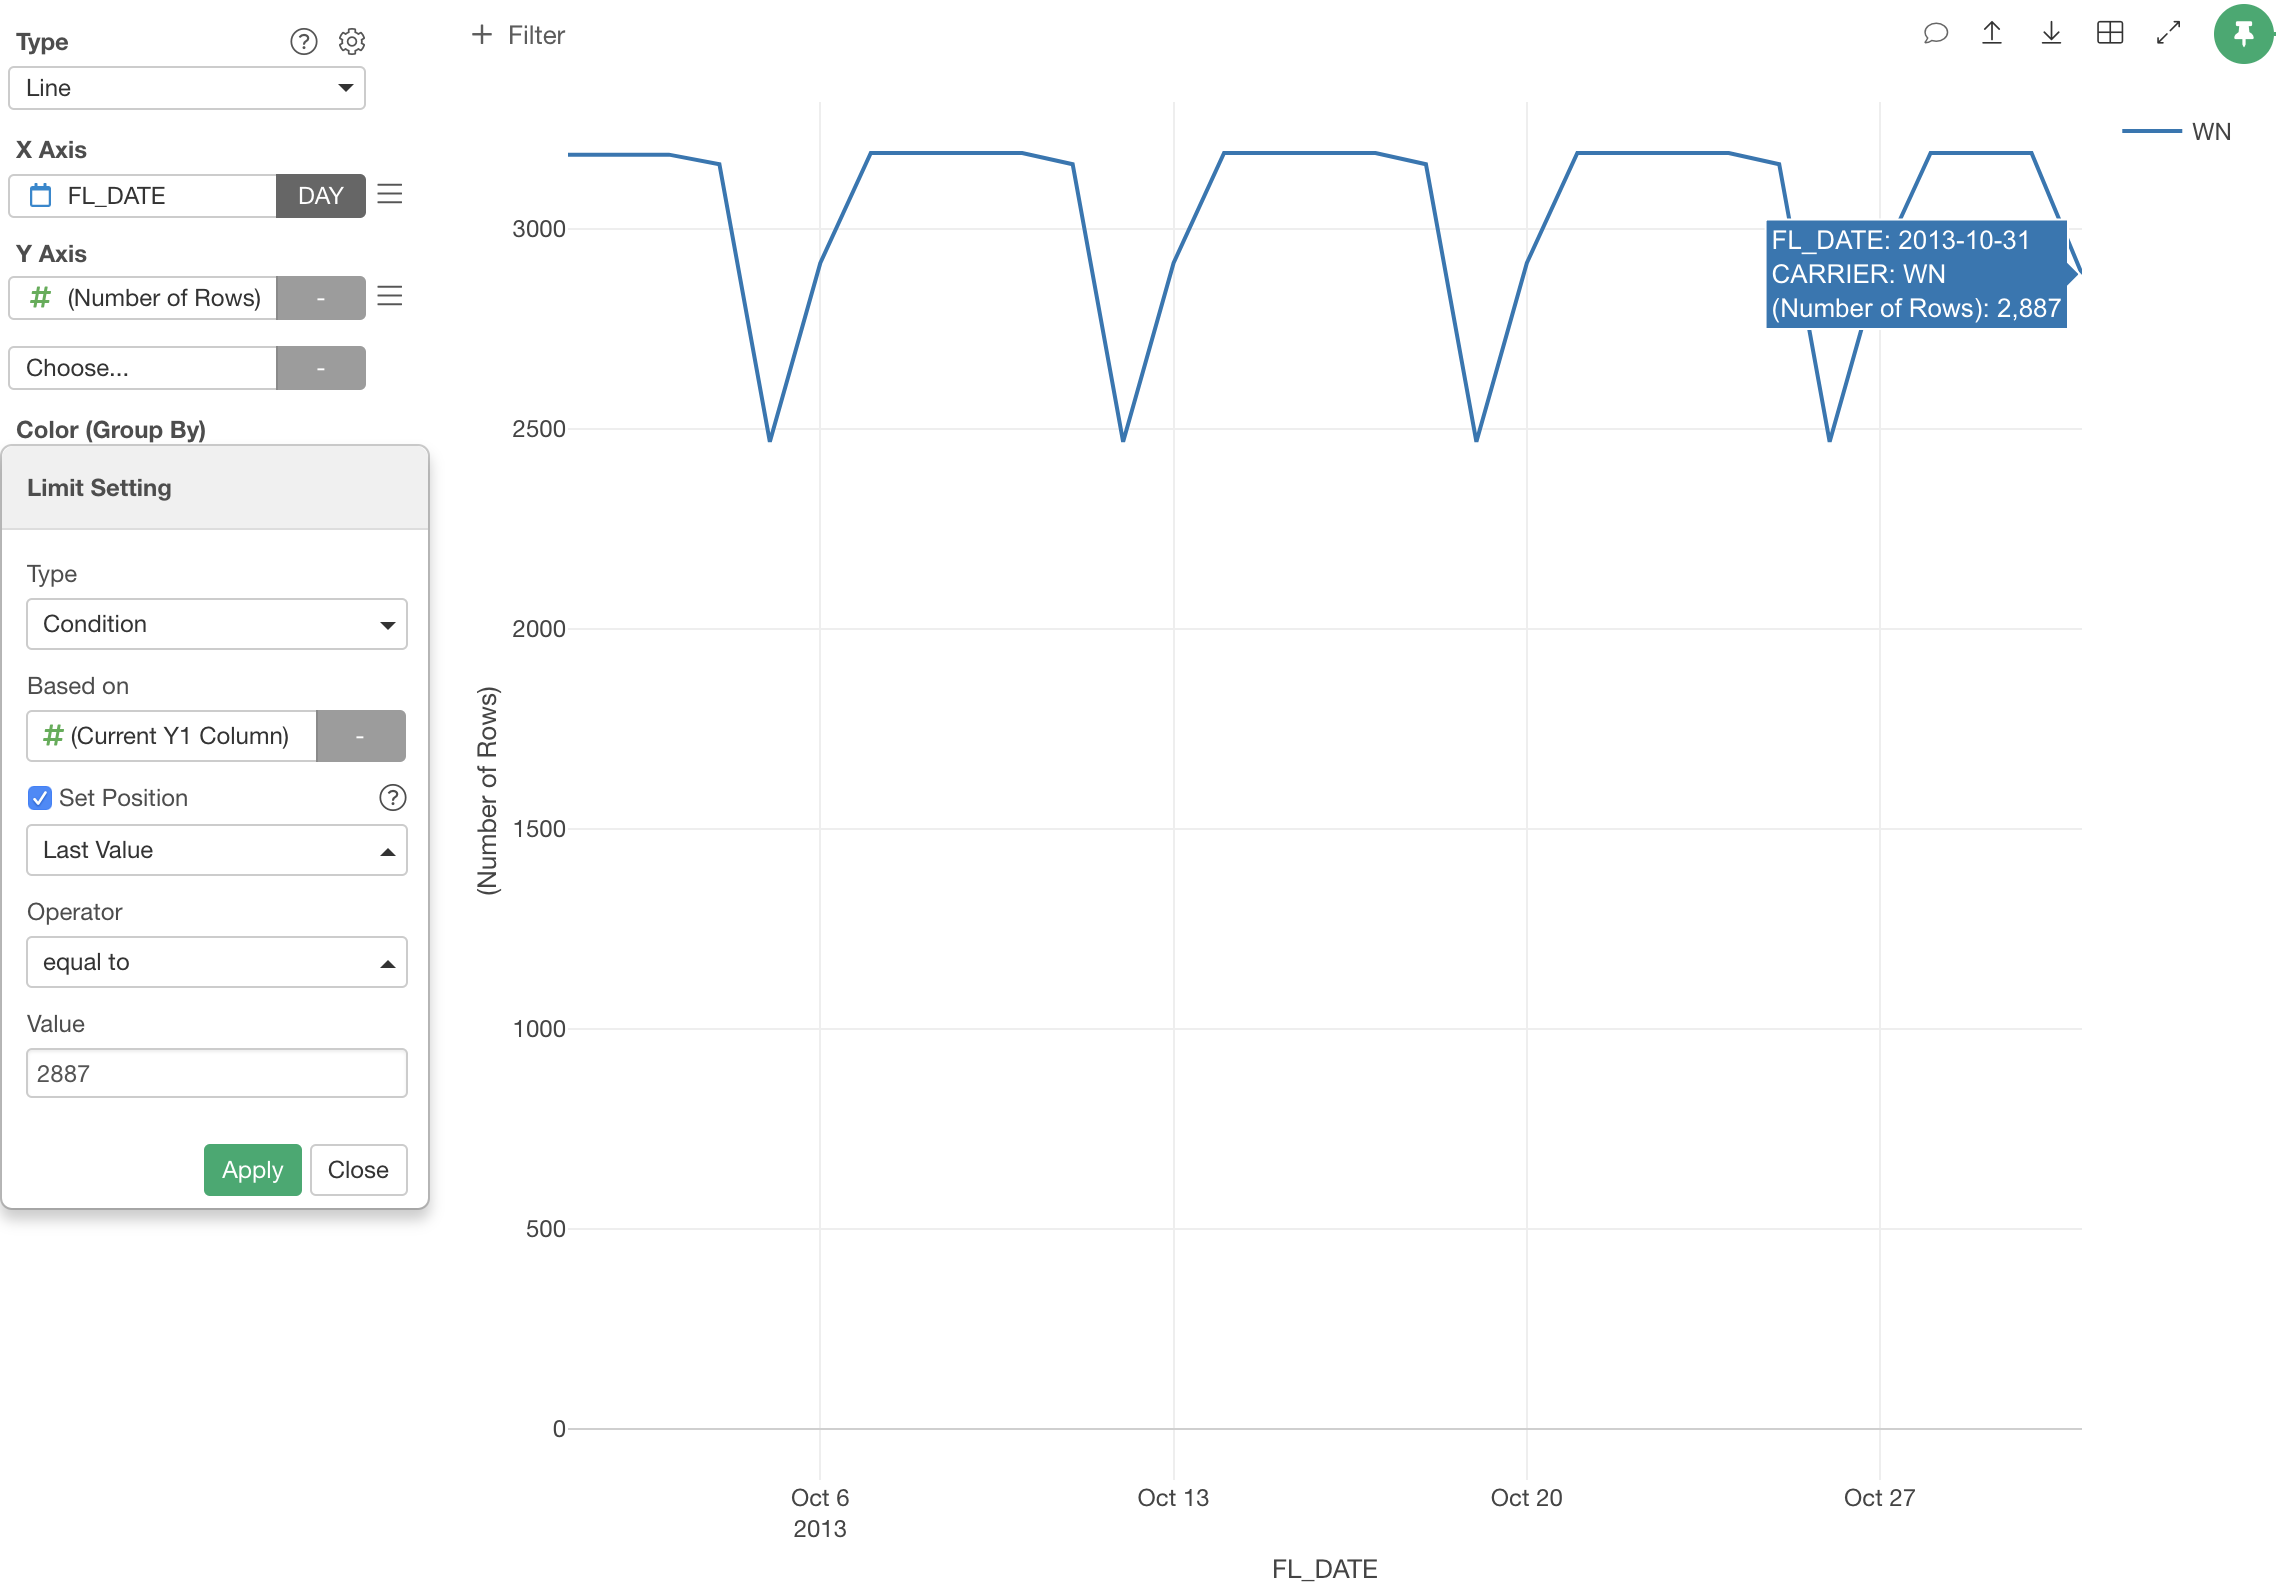 Type
Line
X Axis
FL_DATE
DAY
Y Axis
(Number of Rows)
-
Choose...
-
Color (Group By)
Limit Setting
Type
Condition
Based on
(Current Y1 Column)
-
Set Position
Last Value
Operator
equal to
Value
2887
Apply
Close
+ Filter
WN
FL_DATE: 2013-10-31
CARRIER: WN
(Number of Rows): 2,887
(Number of Rows)
3000
2500
2000
1500
1000
500
0
Oct 6
2013
Oct 13
Oct 20
Oct 27
FL_DATE